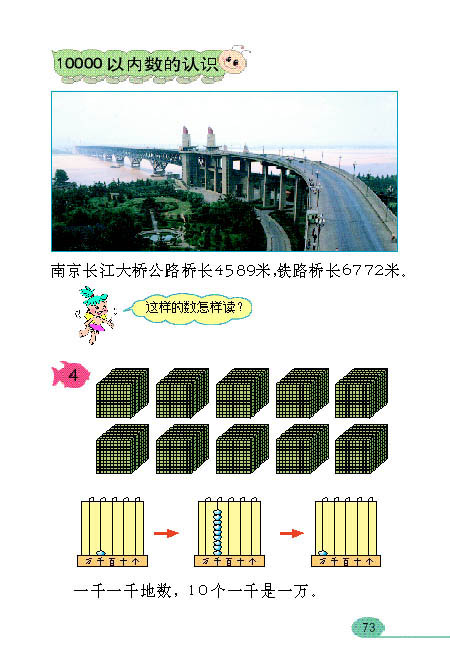 10000以内数的认识
南京长江大桥公路桥长4589米,铁路桥长6772米。
这样的数怎样读?
4
万千百十个
万千百十个
万千百十个
一千一千地数，10个一千是一万。
73